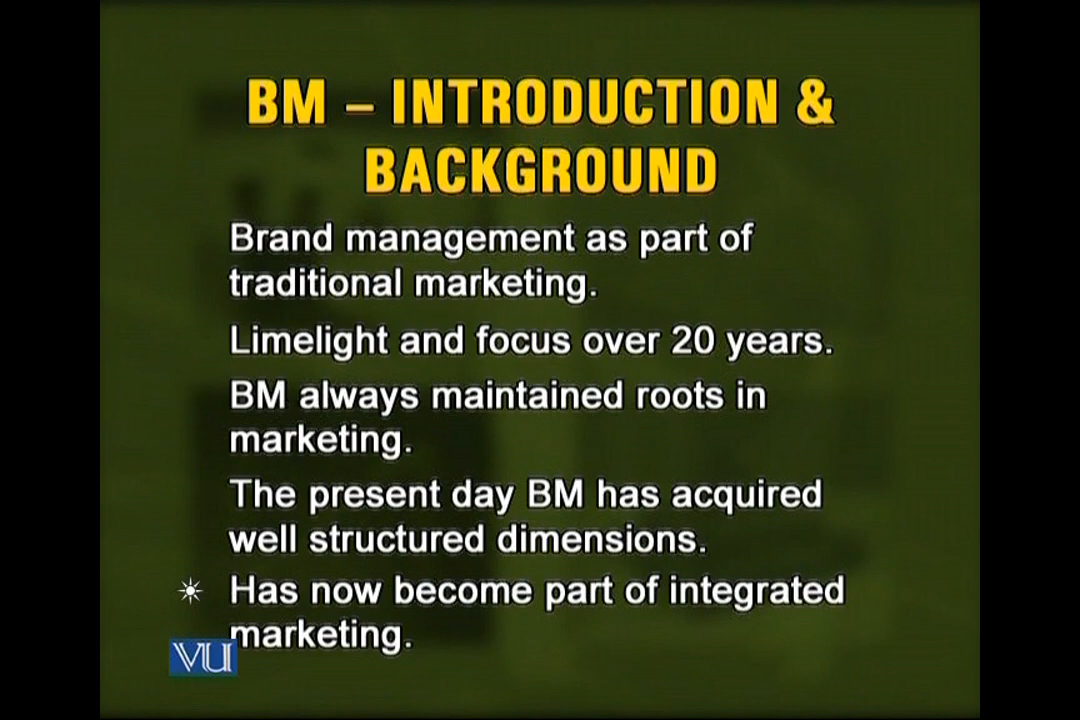 BM – INTRODUCTION &
BACKGROUND
Brand management as part of
traditional marketing.
Limelight and focus over 20 years.
BM always maintained roots in
marketing.
The present day BM has acquired
well structured dimensions.
Has now become part of integrated
marketing.
VU